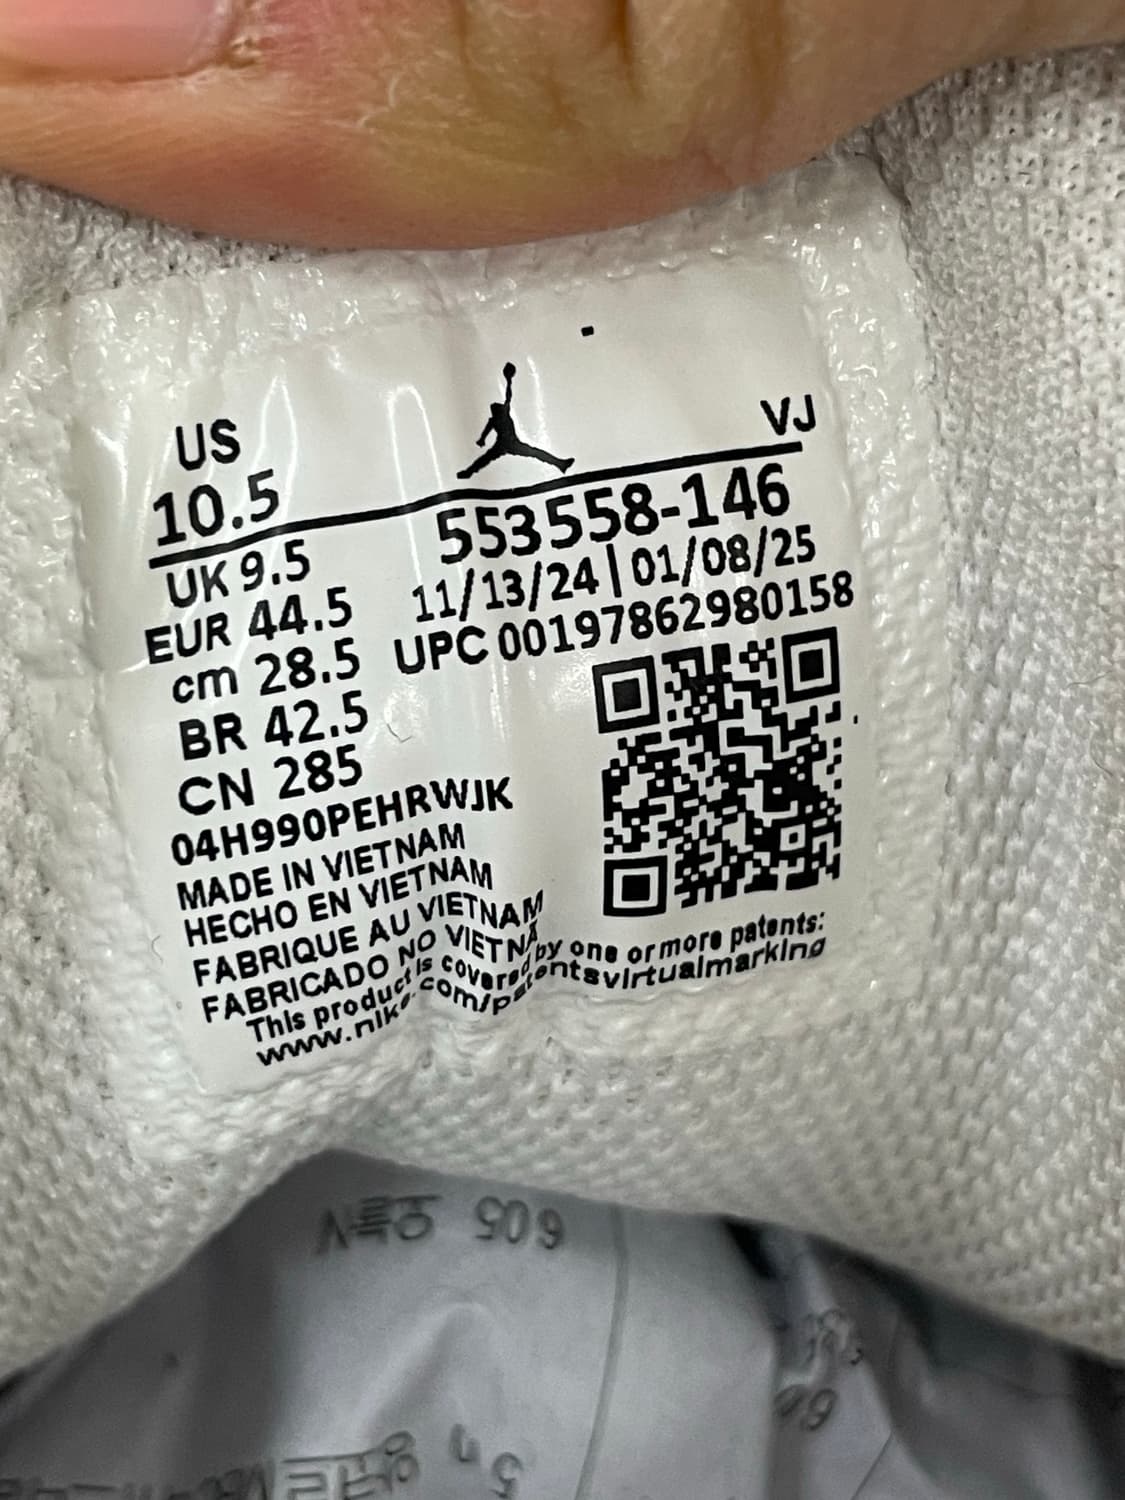 US
10.5
VJ
UK 9.5
EUR 44.5
cm 28.5
BR 42.5
CN 285
553558-146
11/13/24 | 01/08/25
UPC 00197862980158
04H990PEHRWJK
MADE IN VIETNAM
HECHO EN VIETNAM
FABRIQUE AU VIETNAM
FABRICADO NO VIETNA
This product is covered by one or more patents:
www.nike.com/patentsvirtualmarking
605